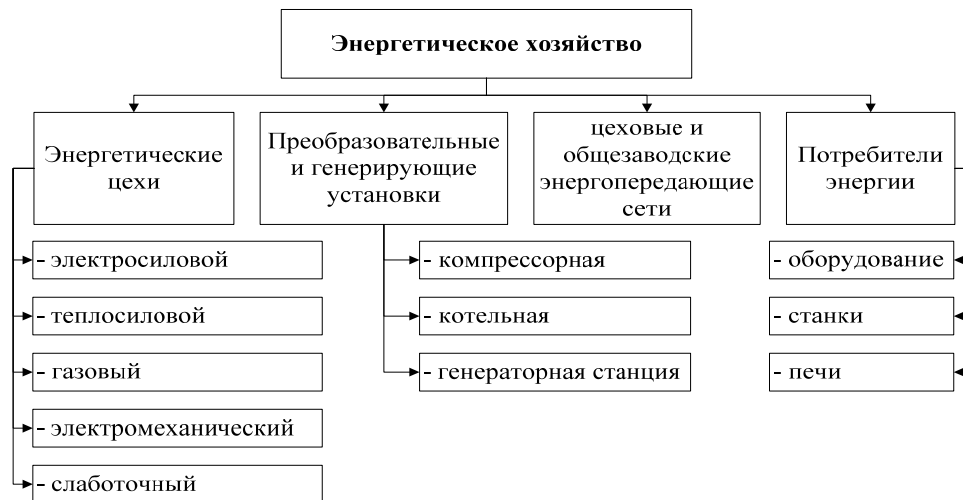 Энергетическое хозяйство
Энергетические
цехи
Преобразовательные
и генерирующие
установки
цеховые и
общезаводские
энергопередающие
сети
Потребители
энергии
- электросиловой
- теплосиловой
- газовый
- электромеханический
- слаботочный
- компрессорная
- котельная
- генераторная станция
- оборудование
- станки
- печи